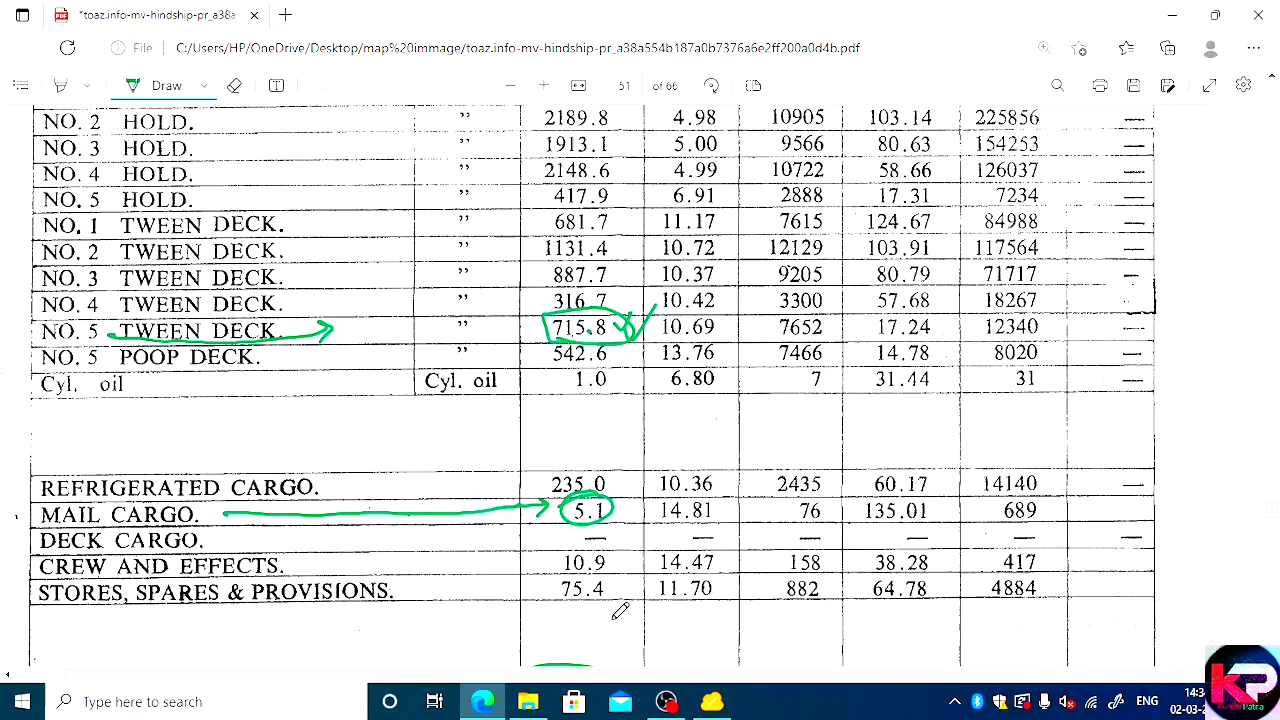 *toaz.info-mv-hindship-pr_a38a
File C:/Users/HP/OneDrive/Desktop/map%20immage/toaz.info-mv-hindship-pr_a38a554b187a0b7376a6e2ff200a0d4b.pdf
Draw 51 of 66
NO. 2 HOLD. ,, 2189.8 4.98 10905 103.14 225856 —
NO. 3 HOLD. ,, 1913.1 5.00 9566 80.63 154253 —
NO. 4 HOLD. ,, 2148.6 4.99 10722 58.66 126037 —
NO. 5 HOLD. ,, 417.9 6.91 2888 17.31 7234 —
NO. 1 TWEEN DECK. ,, 681.7 11.17 7615 124.67 84988 —
NO. 2 TWEEN DECK. ,, 1131.4 10.72 12129 103.91 117564 —
NO. 3 TWEEN DECK. ,, 887.7 10.37 9205 80.79 71717 —
NO. 4 TWEEN DECK. ,, 316.7 10.42 3300 57.68 18267 —
NO. 5 TWEEN DECK. ,, 715.8 10.69 7652 17.24 12340 —
NO. 5 POOP DECK. ,, 542.6 13.76 7466 14.78 8020 —
Cyl. oil Cyl. oil 1.0 6.80 7 31.44 31 —
REFRIGERATED CARGO. 235.0 10.36 2435 60.17 14140 —
MAIL CARGO. 5.1 14.81 76 135.01 689
DECK CARGO. — — — — — —
CREW AND EFFECTS. 10.9 14.47 158 38.28 417
STORES, SPARES & PROVISIONS. 75.4 11.70 882 64.78 4884
Type here to search ENG 14:3
02-03-2
KP
Patra